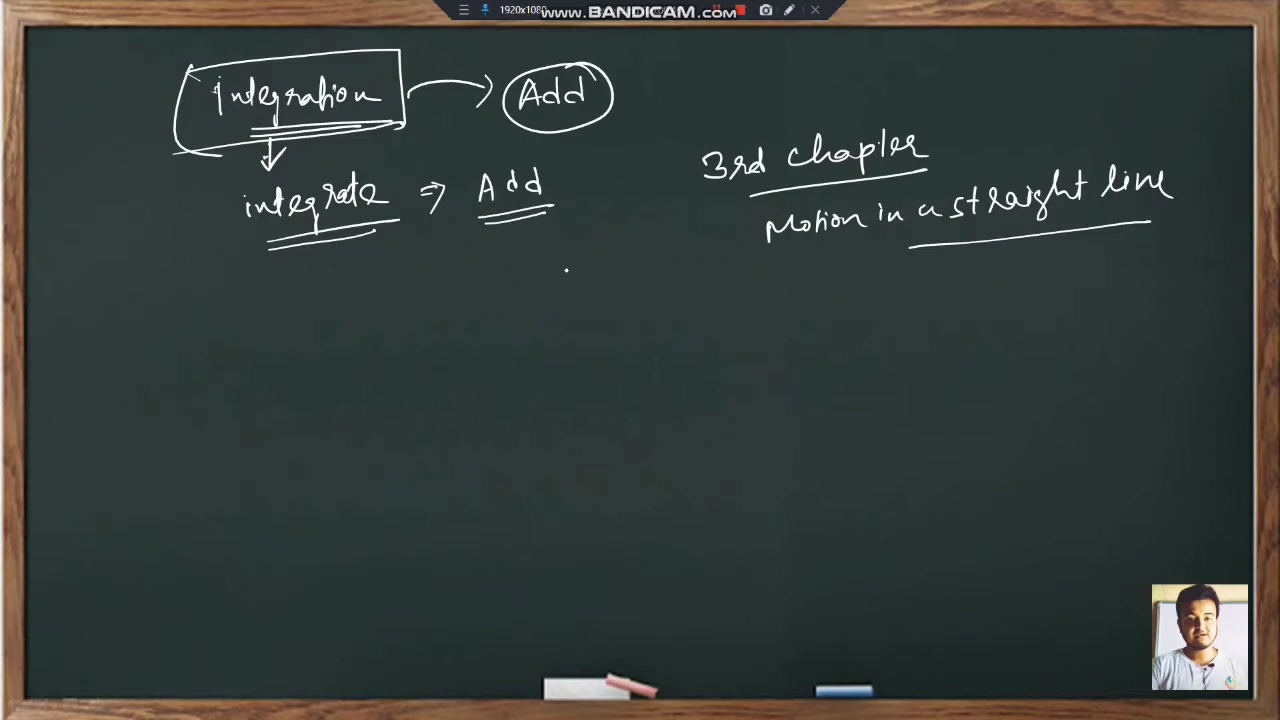 1920x1080
www.BANDICAM.com
Integration → Add
integrate ⇒ Add
3rd chapter
Motion in a straight line